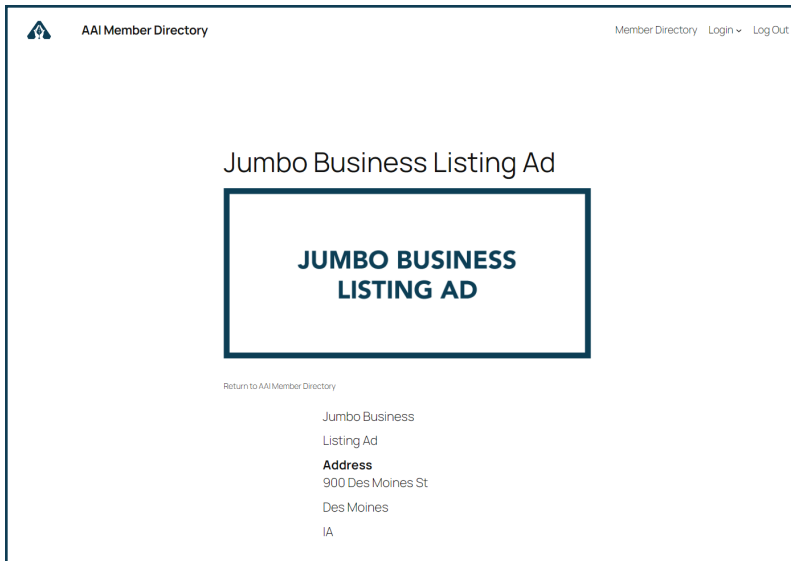 AAI Member Directory
Member Directory Login Log Out
Jumbo Business Listing Ad
JUMBO BUSINESS
LISTING AD
Return to AAI Member Directory
Jumbo Business
Listing Ad
Address
900 Des Moines St
Des Moines
IA